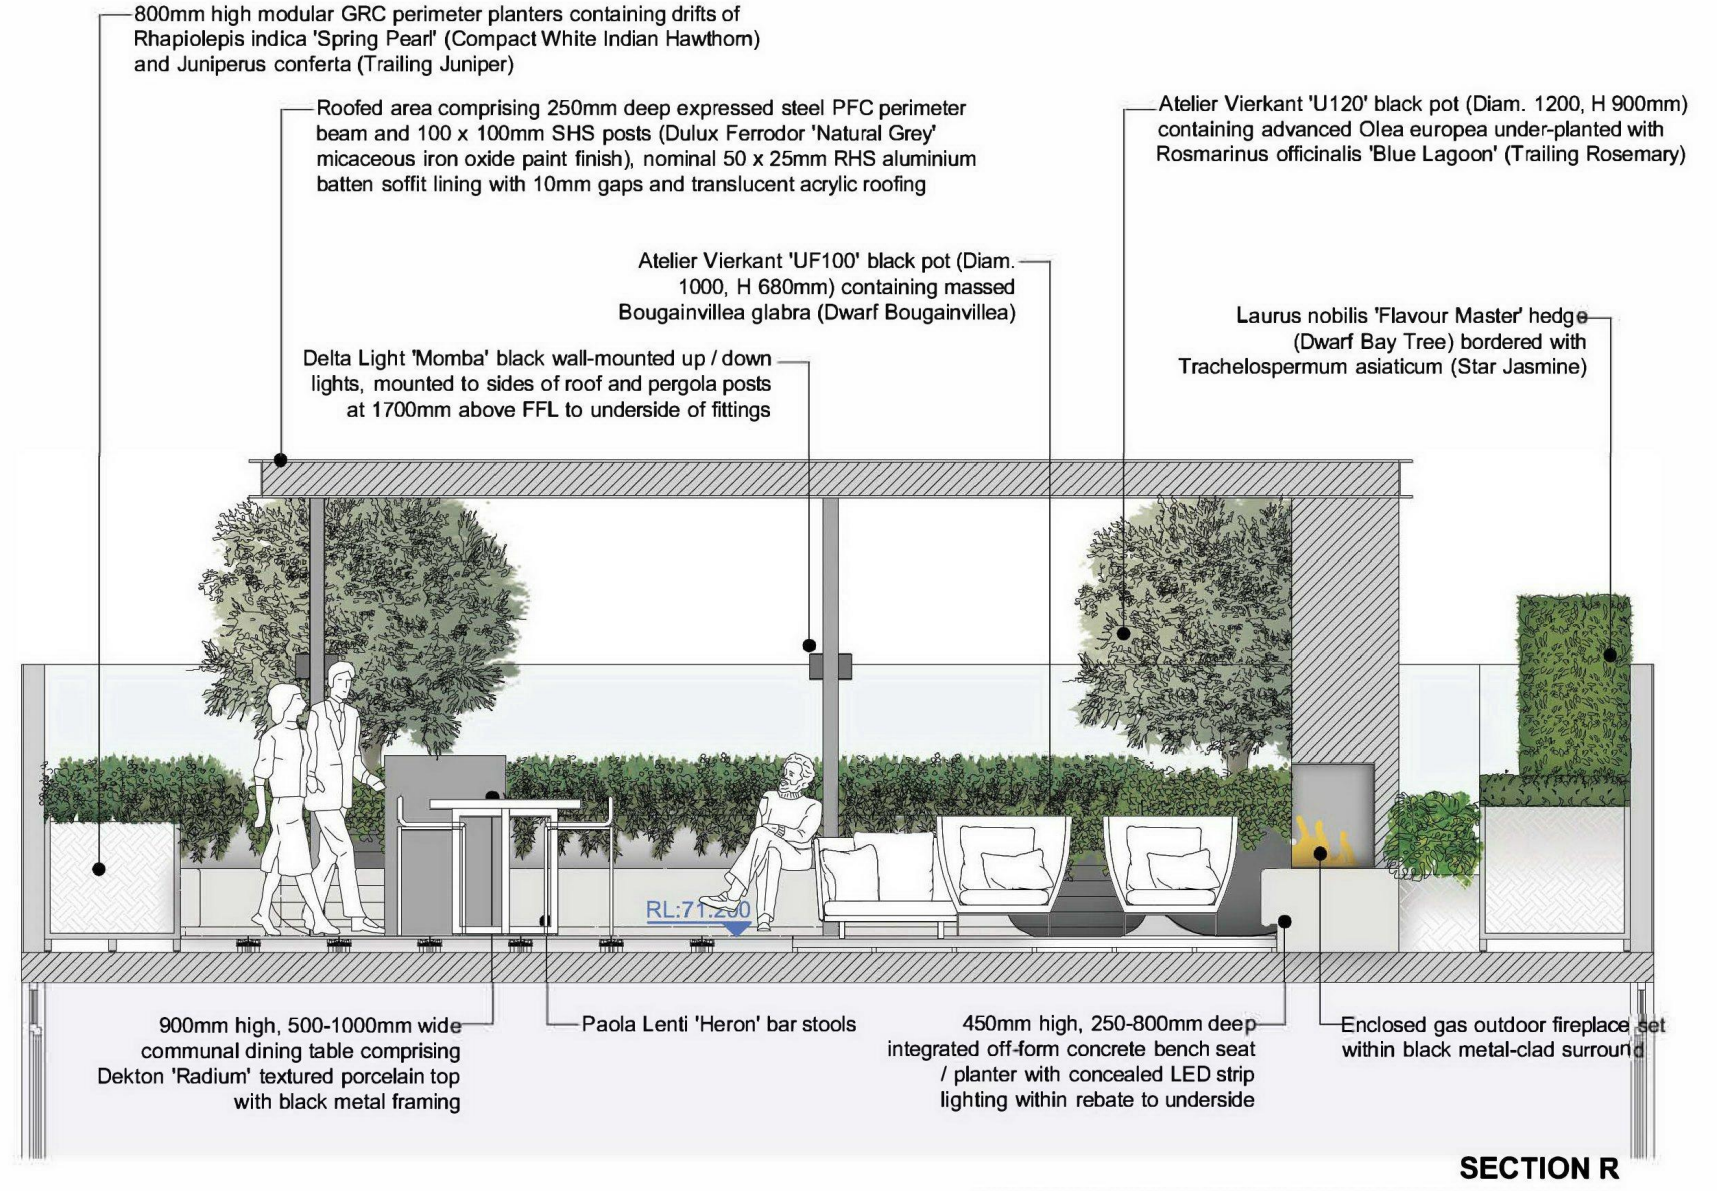 800mm high modular GRC perimeter planters containing drifts of
Rhapiolepis indica 'Spring Pearl' (Compact White Indian Hawthorn)
and Juniperus conferta (Trailing Juniper)
Roofed area comprising 250mm deep expressed steel PFC perimeter
beam and 100 x 100mm SHS posts (Dulux Ferrodor 'Natural Grey'
micaceous iron oxide paint finish), nominal 50 x 25mm RHS aluminium
batten soffit lining with 10mm gaps and translucent acrylic roofing
Atelier Vierkant 'U120' black pot (Diam. 1200, H 900mm)
containing advanced Olea europea under-planted with
Rosmarinus officinalis 'Blue Lagoon' (Trailing Rosemary)
Atelier Vierkant 'UF100' black pot (Diam.
1000, H 680mm) containing massed
Bougainvillea glabra (Dwarf Bougainvillea)
Laurus nobilis 'Flavour Master' hedge
(Dwarf Bay Tree) bordered with
Trachelospermum asiaticum (Star Jasmine)
Delta Light 'Momba' black wall-mounted up / down
lights, mounted to sides of roof and pergola posts
at 1700mm above FFL to underside of fittings
RL:71.200
900mm high, 500-1000mm wide
communal dining table comprising
Dekton 'Radium' textured porcelain top
with black metal framing
Paola Lenti 'Heron' bar stools
450mm high, 250-800mm deep
integrated off-form concrete bench seat
/ planter with concealed LED strip
lighting within rebate to underside
Enclosed gas outdoor fireplace set
within black metal-clad surround
SECTION R